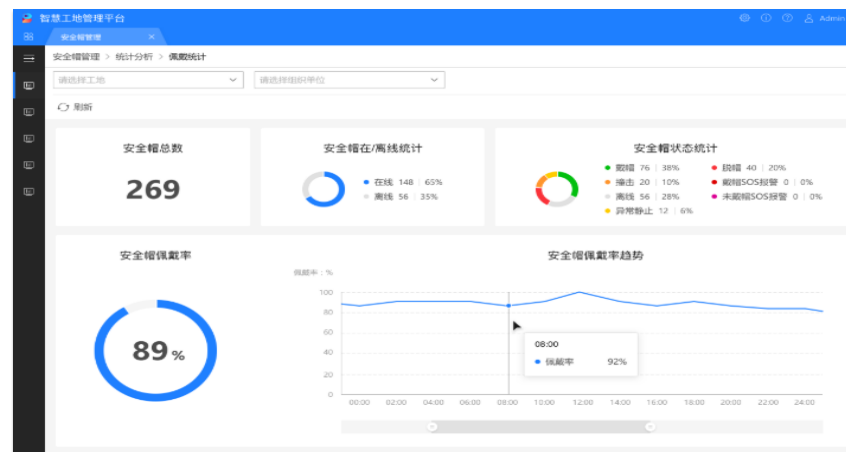 智慧工地管理平台
Admin
安全帽管理 ×
安全帽管理 > 统计分析 > 佩戴统计
请选择工地
请选择组织单位
刷新
安全帽总数
269
安全帽在/离线统计
在线 148 65%
离线 56 35%
安全帽状态统计
戴帽 76 38%
脱帽 40 20%
撞击 20 10%
戴帽SOS报警 0 0%
离线 56 28%
未戴帽SOS报警 0 0%
异常静止 12 6%
安全帽佩戴率
89%
安全帽佩戴率趋势
佩戴率:%
100
80
60
40
20
0
08:00
佩戴率 92%
00:00 02:00 04:00 06:00 08:00 10:00 12:00 14:00 16:00 18:00 20:00 22:00 24:00